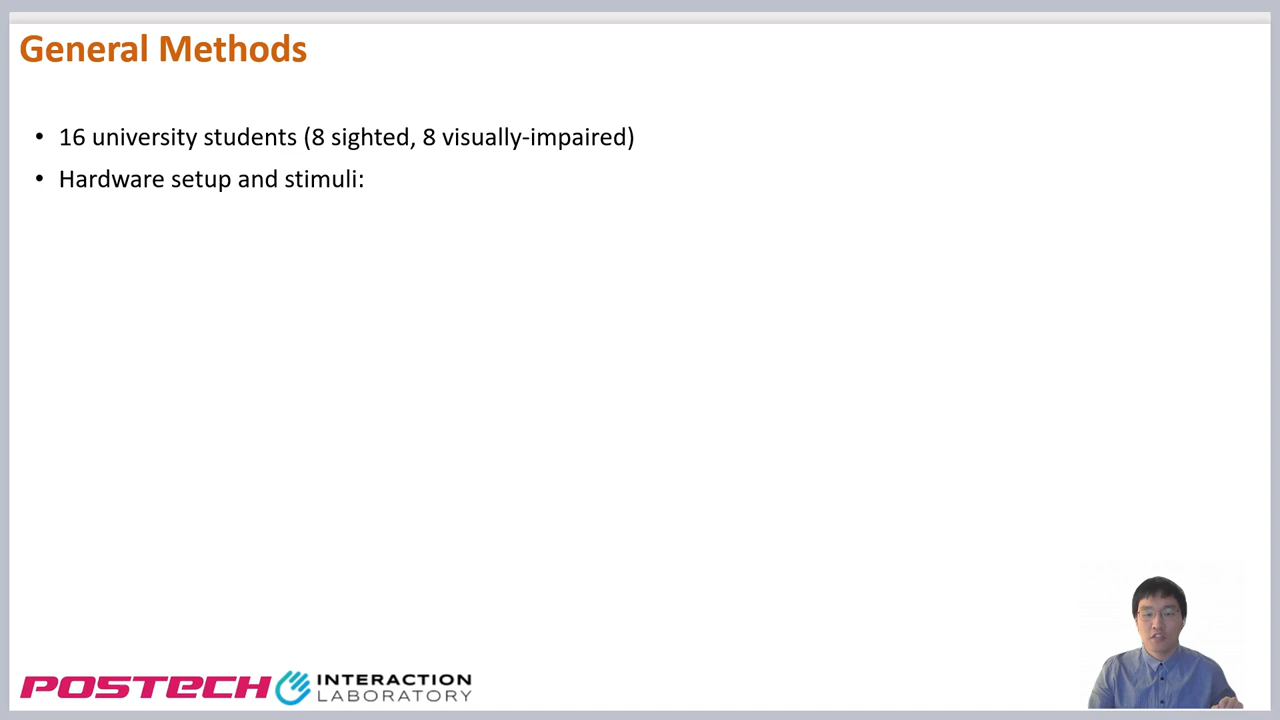 General Methods
• 16 university students (8 sighted, 8 visually-impaired)
• Hardware setup and stimuli:
POSTECH INTERACTION
LABORATORY